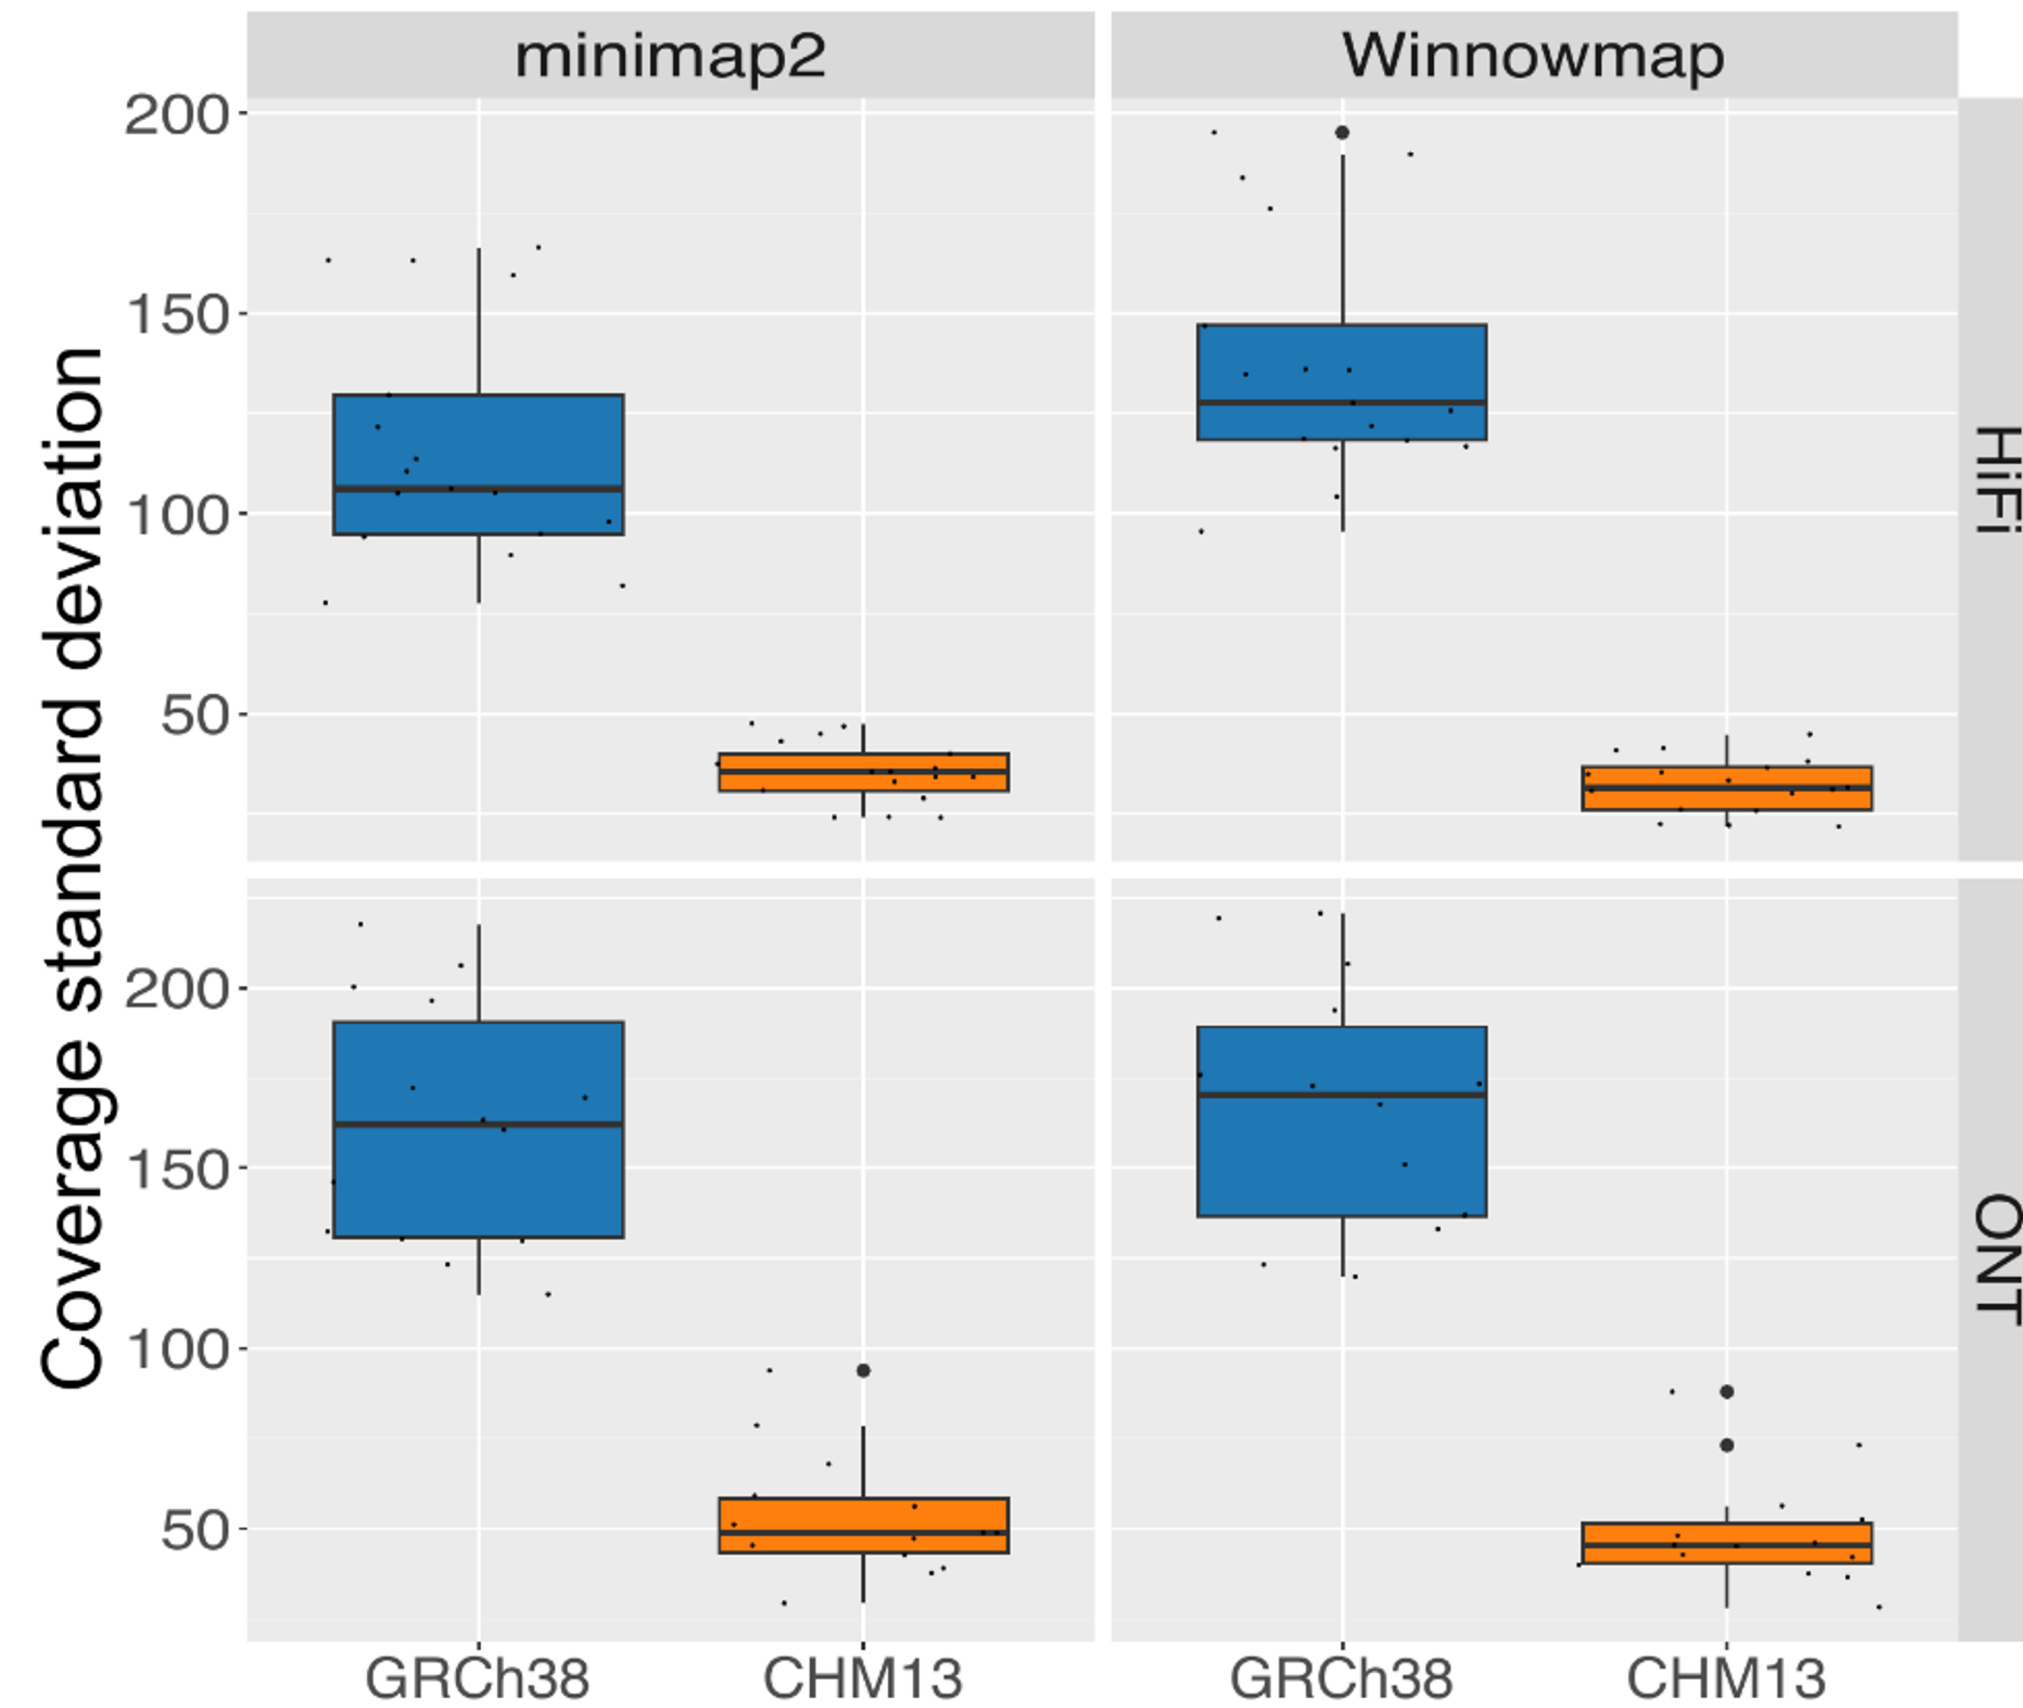 minimap2
Winnowmap
Coverage standard deviation
200
150
100
50
HiFi
200
150
100
50
ONT
GRCh38
CHM13
GRCh38
CHM13